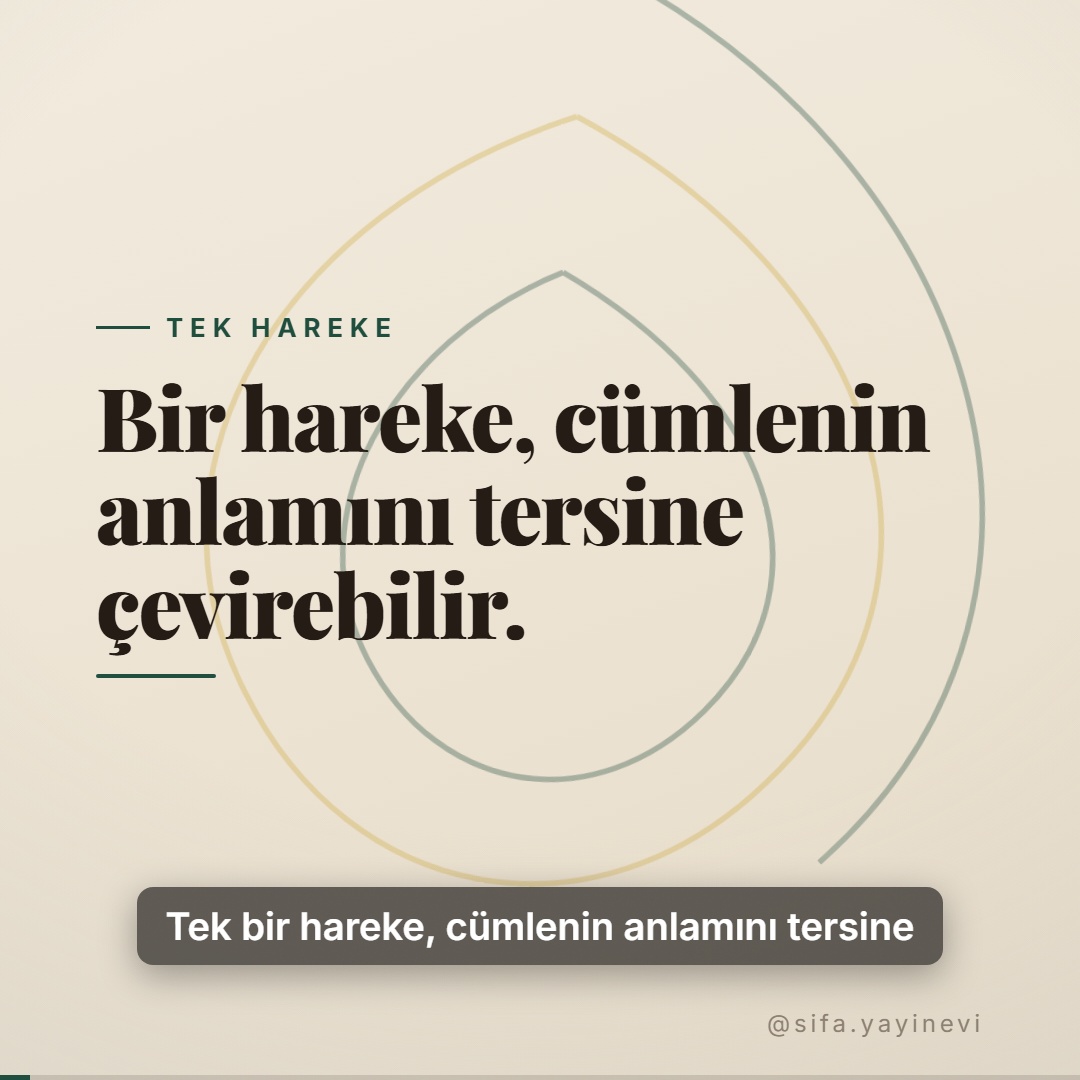 TEK HAREKE
Bir hareke, cümlenin
anlamını tersine
çevirebilir.
Tek bir hareke, cümlenin anlamını tersine
@sifa.yayinevi